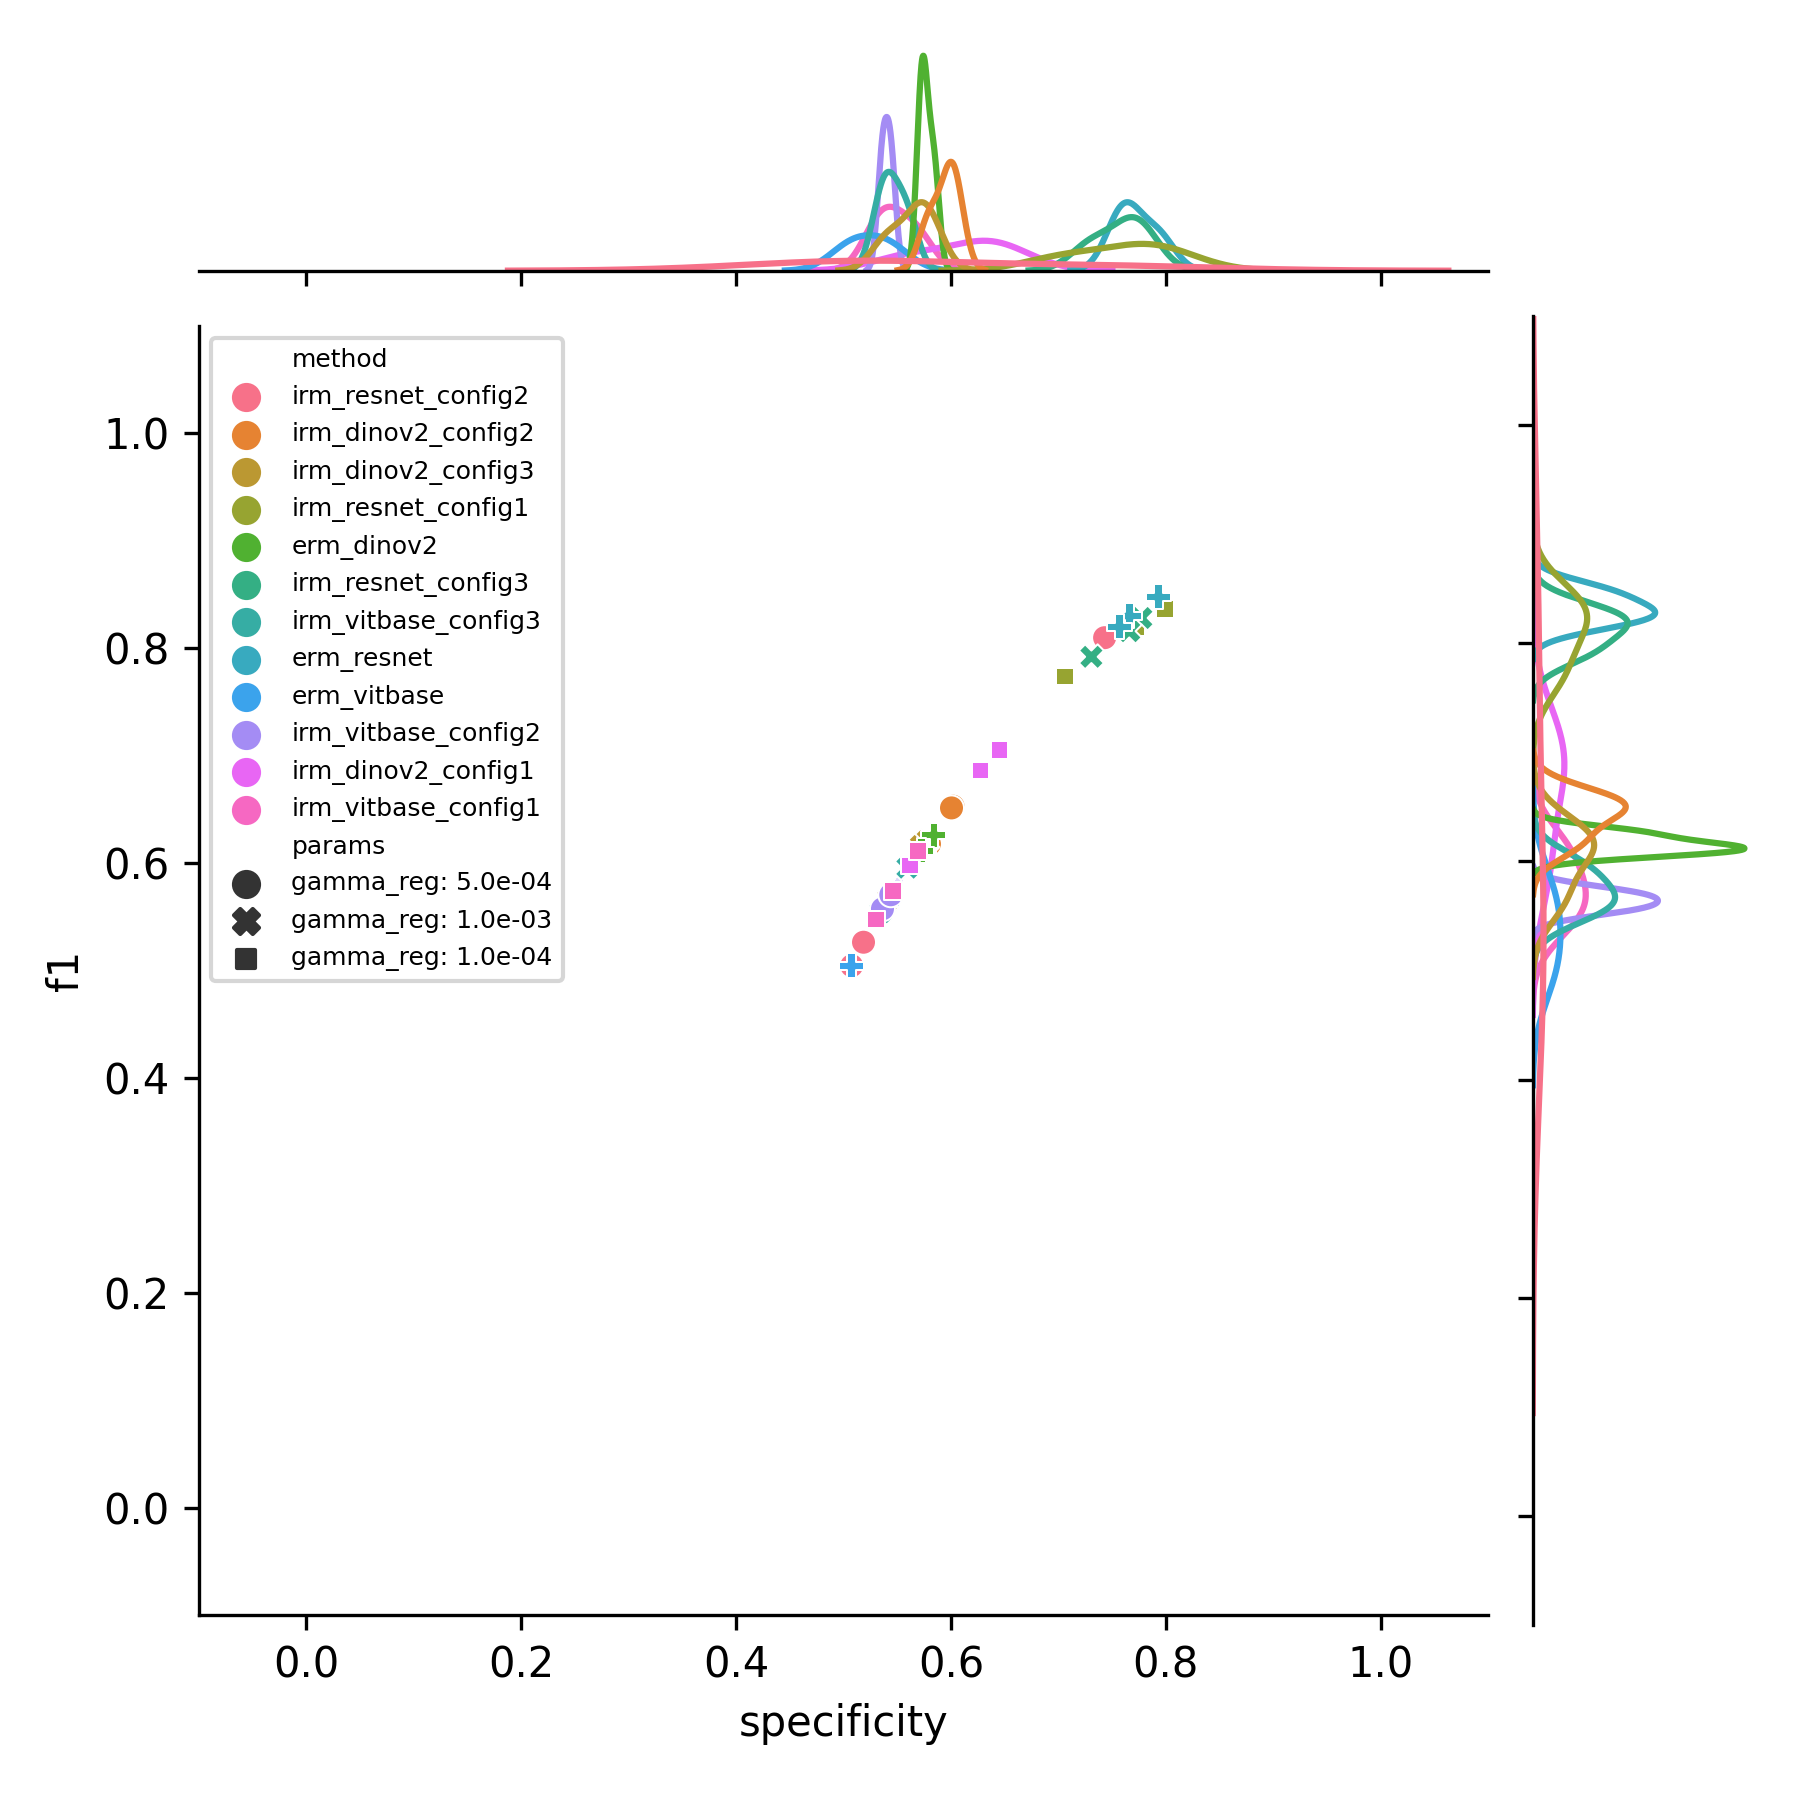 method
irm_resnet_config2
irm_dinov2_config2
irm_dinov2_config3
irm_resnet_config1
erm_dinov2
irm_resnet_config3
irm_vitbase_config3
erm_resnet
erm_vitbase
irm_vitbase_config2
irm_dinov2_config1
irm_vitbase_config1
params
gamma_reg: 5.0e-04
gamma_reg: 1.0e-03
gamma_reg: 1.0e-04
1.0
0.8
0.6
0.4
0.2
0.0
f1
0.0 0.2 0.4 0.6 0.8 1.0
specificity